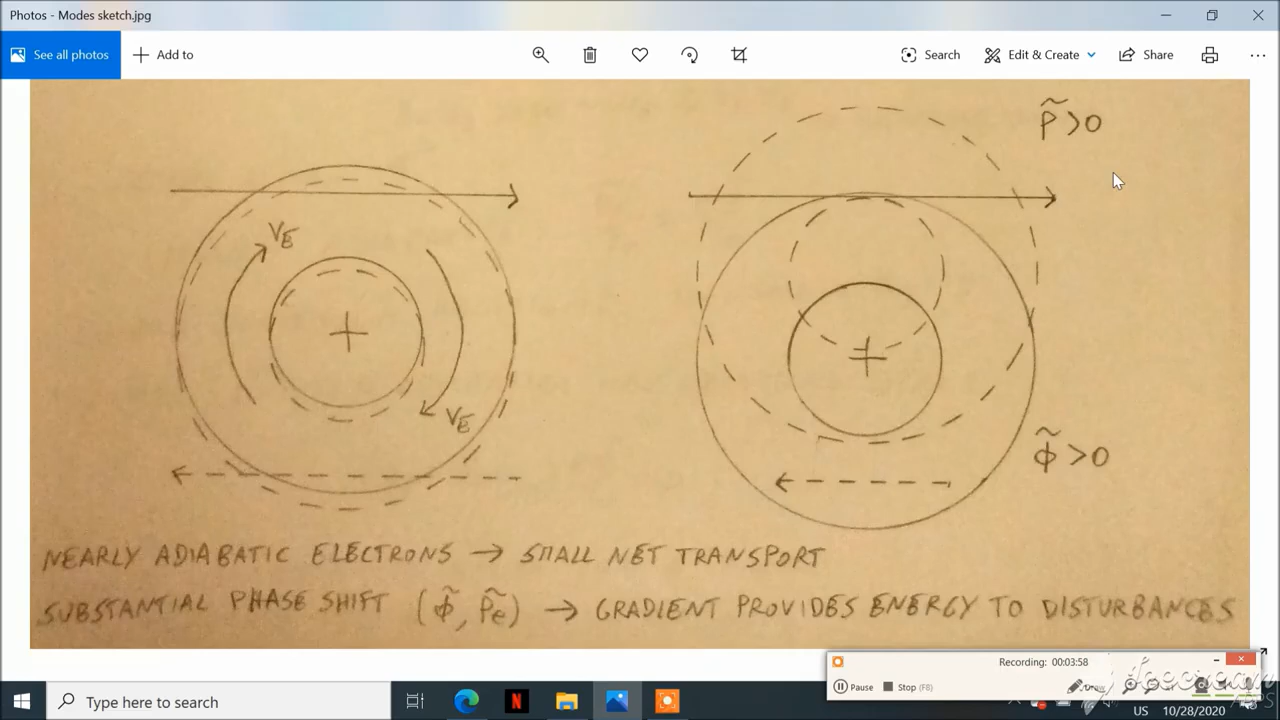 Photos - Modes sketch.jpg
See all photos
Add to
Search
Edit & Create
Share
P̃>0
V_E
V_E
Φ̃>0
NEARLY ADIABATIC ELECTRONS → SMALL NET TRANSPORT
SUBSTANTIAL PHASE SHIFT (Φ̃, P̃e) → GRADIENT PROVIDES ENERGY TO DISTURBANCES
Recording: 00:03:58
Pause
Stop (F8)
Draw
Type here to search
US
10/28/2020